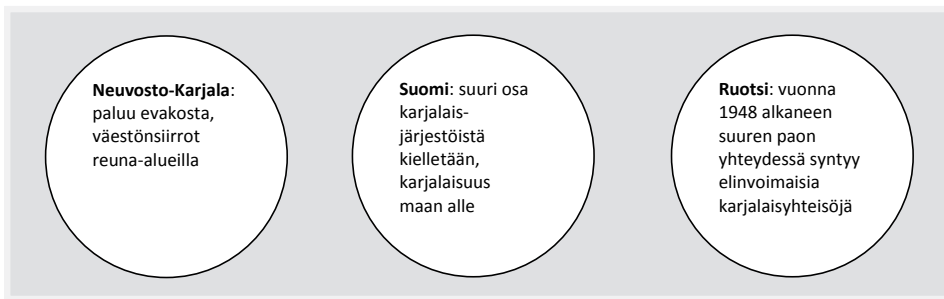 Neuvosto-Karjala:
paluu evakosta,
väestönsiirrot
reuna-alueilla
Suomi: suuri osa
karjalais-
järjestöistä
kielletään,
karjalaisuus
maan alle
Ruotsi: vuonna
1948 alkaneen
suuren paon
yhteydessä syntyy
elinvoimaisia
karjalaisyhteisöjä